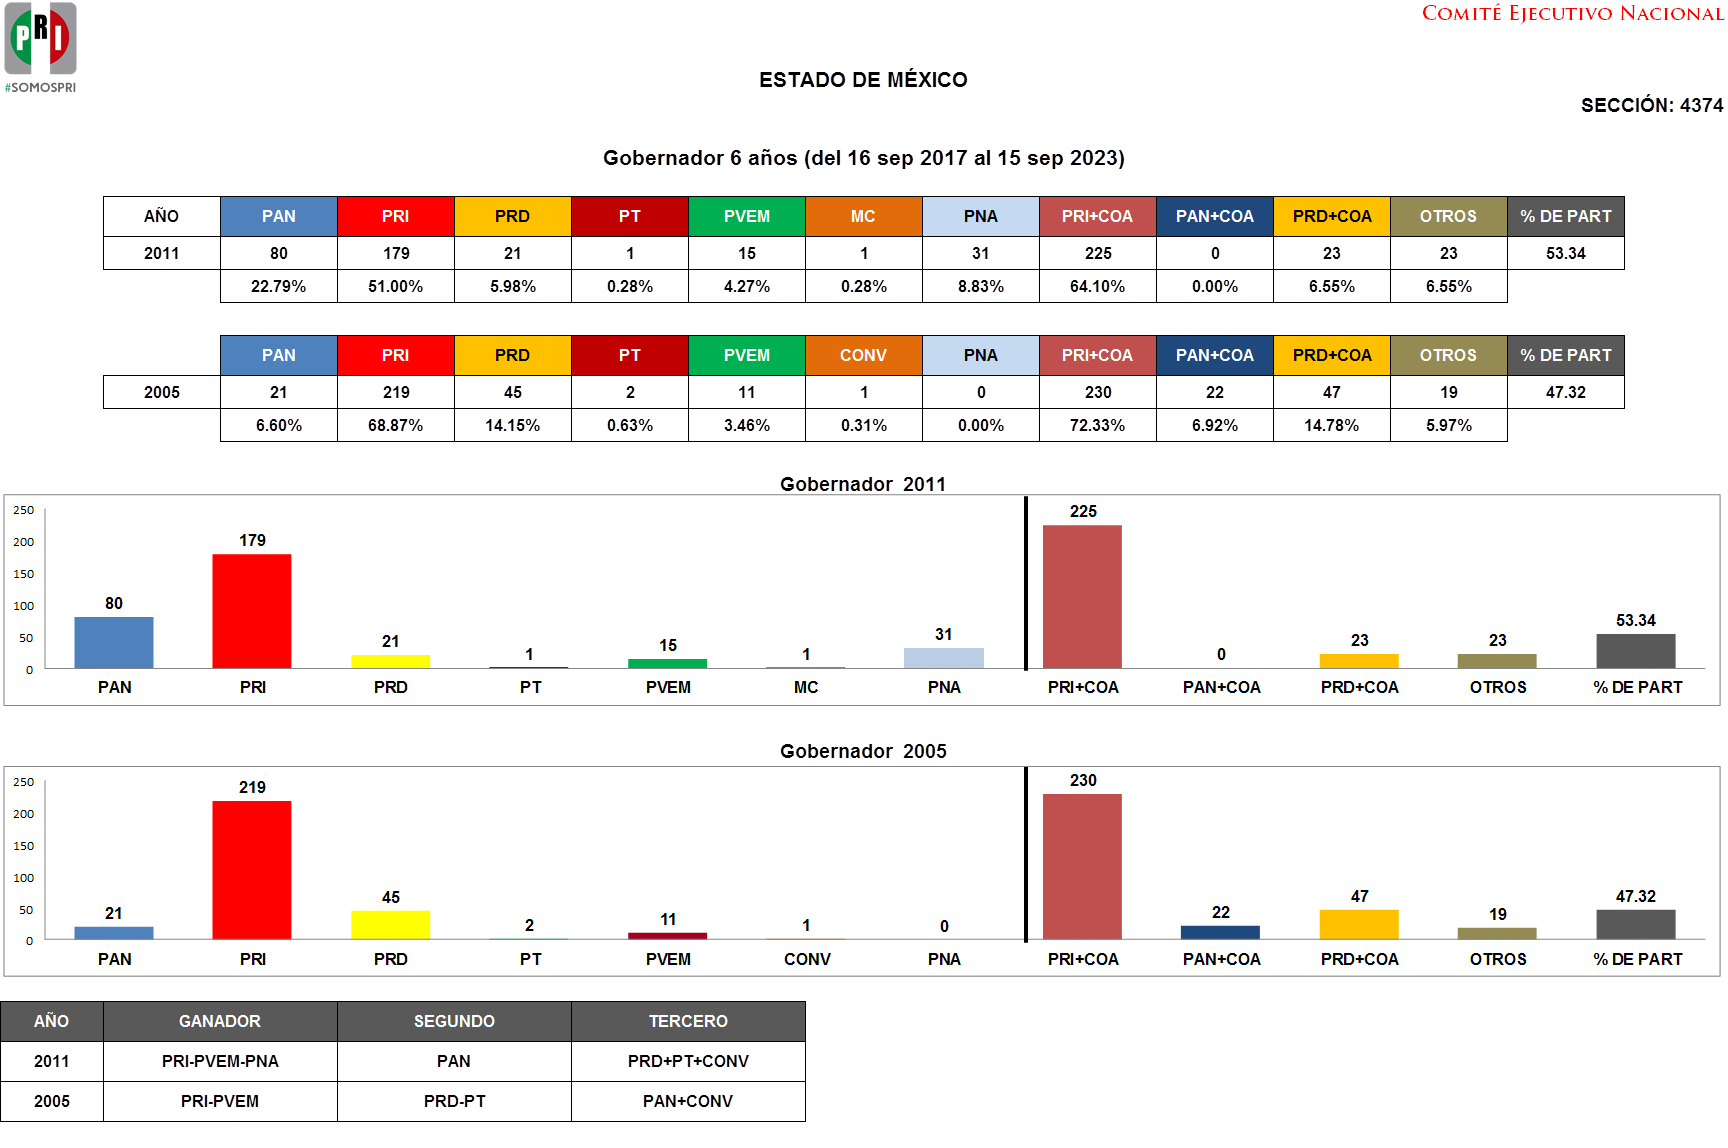 PRI
#SOMOSPRI
COMITÉ EJECUTIVO NACIONAL
ESTADO DE MÉXICO
SECCIÓN: 4374
Gobernador 6 años (del 16 sep 2017 al 15 sep 2023)
AÑO PAN PRI PRD PT PVEM MC PNA PRI+COA PAN+COA PRD+COA OTROS % DE PART
2011 80 179 21 1 15 1 31 225 0 23 23 53.34
22.79% 51.00% 5.98% 0.28% 4.27% 0.28% 8.83% 64.10% 0.00% 6.55% 6.55%
PAN PRI PRD PT PVEM CONV PNA PRI+COA PAN+COA PRD+COA OTROS % DE PART
2005 21 219 45 2 11 1 0 230 22 47 19 47.32
6.60% 68.87% 14.15% 0.63% 3.46% 0.31% 0.00% 72.33% 6.92% 14.78% 5.97%
Gobernador 2011
250
200
150
100
50
0
80 179 21 1 15 1 31 225 0 23 23 53.34
PAN PRI PRD PT PVEM MC PNA PRI+COA PAN+COA PRD+COA OTROS % DE PART
Gobernador 2005
250
200
150
100
50
0
21 219 45 2 11 1 0 230 22 47 19 47.32
PAN PRI PRD PT PVEM CONV PNA PRI+COA PAN+COA PRD+COA OTROS % DE PART
AÑO GANADOR SEGUNDO TERCERO
2011 PRI-PVEM-PNA PAN PRD+PT+CONV
2005 PRI-PVEM PRD-PT PAN+CONV